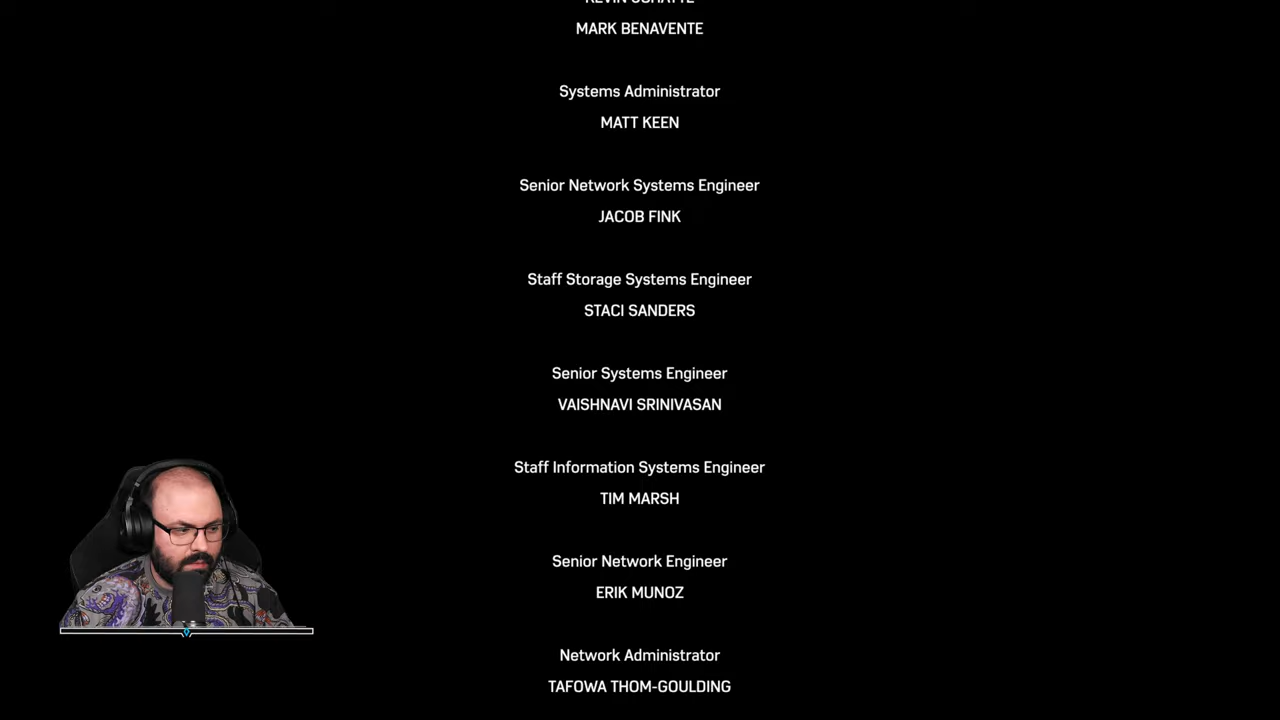 MARK BENAVENTE
Systems Administrator
MATT KEEN
Senior Network Systems Engineer
JACOB FINK
Staff Storage Systems Engineer
STACI SANDERS
Senior Systems Engineer
VAISHNAVI SRINIVASAN
Staff Information Systems Engineer
TIM MARSH
Senior Network Engineer
ERIK MUNOZ
Network Administrator
TAFOWA THOM-GOULDING